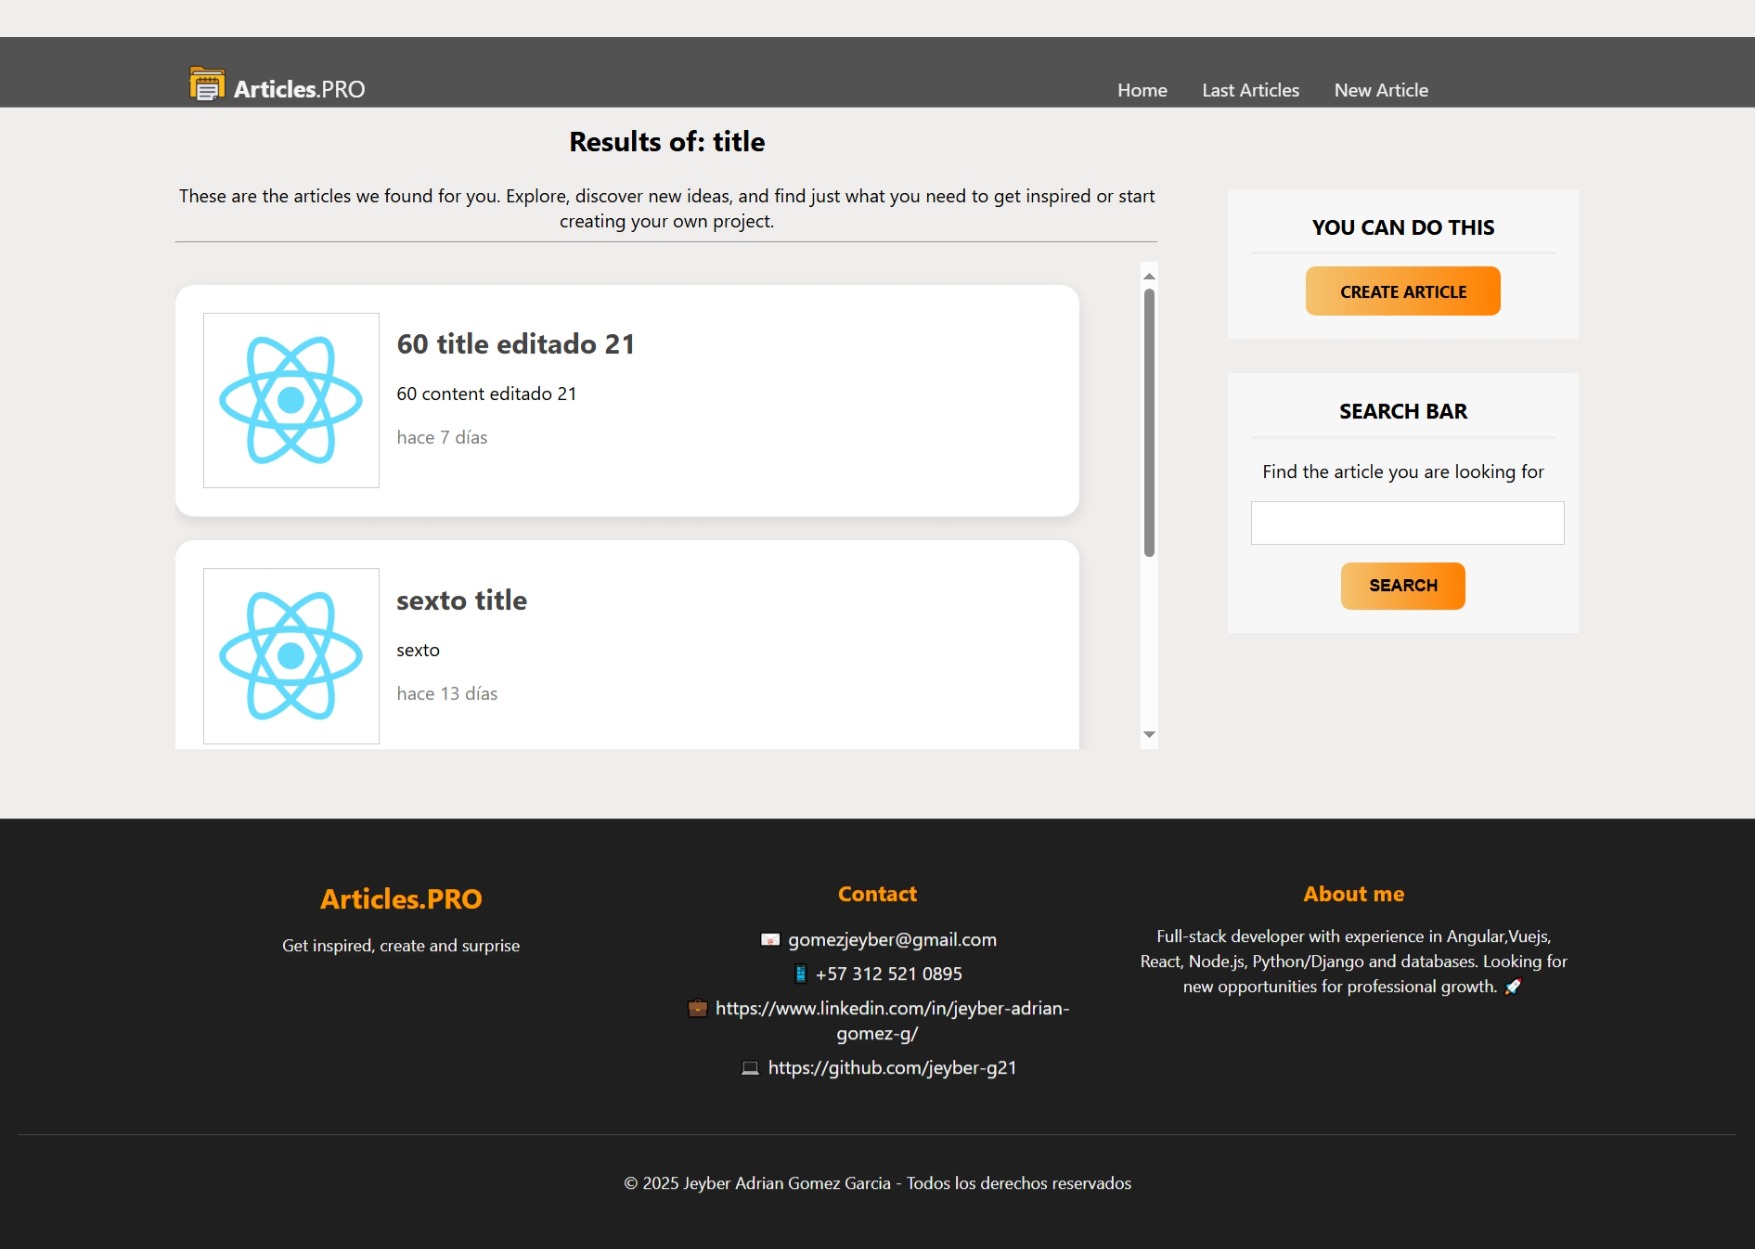 Articles.PRO
Home
Last Articles
New Article
Results of: title
These are the articles we found for you. Explore, discover new ideas, and find just what you need to get inspired or start
creating your own project.
60 title editado 21
60 content editado 21
hace 7 días
sexto title
sexto
hace 13 días
YOU CAN DO THIS
CREATE ARTICLE
SEARCH BAR
Find the article you are looking for
SEARCH
Articles.PRO
Get inspired, create and surprise
Contact
gomezjeyber@gmail.com
+57 312 521 0895
https://www.linkedin.com/in/jeyber-adrian-
gomez-g/
https://github.com/jeyber-g21
About me
Full-stack developer with experience in Angular,Vuejs,
React, Node.js, Python/Django and databases. Looking for
new opportunities for professional growth. 🚀
© 2025 Jeyber Adrian Gomez Garcia - Todos los derechos reservados